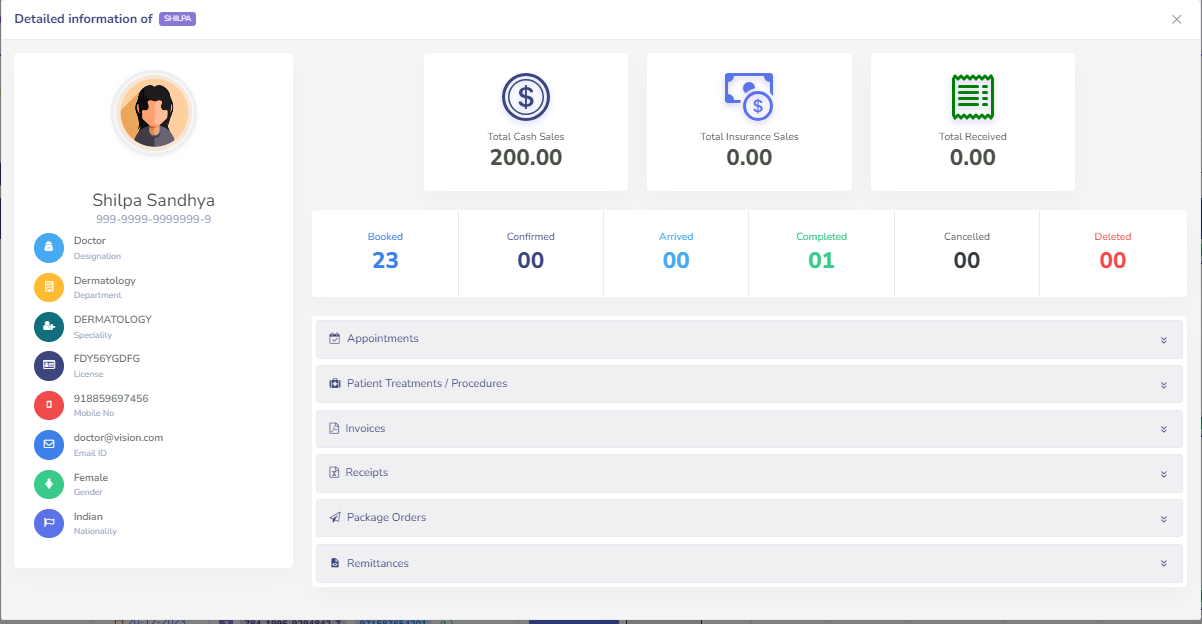 Detailed information of SHILPA
Shilpa Sandhya
999-9999-9999999-9
Doctor
Designation
Dermatology
Department
DERMATOLOGY
Speciality
FDY56YGDFG
License
918859697456
Mobile No
doctor@vision.com
Email ID
Female
Gender
Indian
Nationality
Total Cash Sales
200.00
Total Insurance Sales
0.00
Total Received
0.00
Booked
23
Confirmed
00
Arrived
00
Completed
01
Cancelled
00
Deleted
00
Appointments
Patient Treatments / Procedures
Invoices
Receipts
Package Orders
Remittances